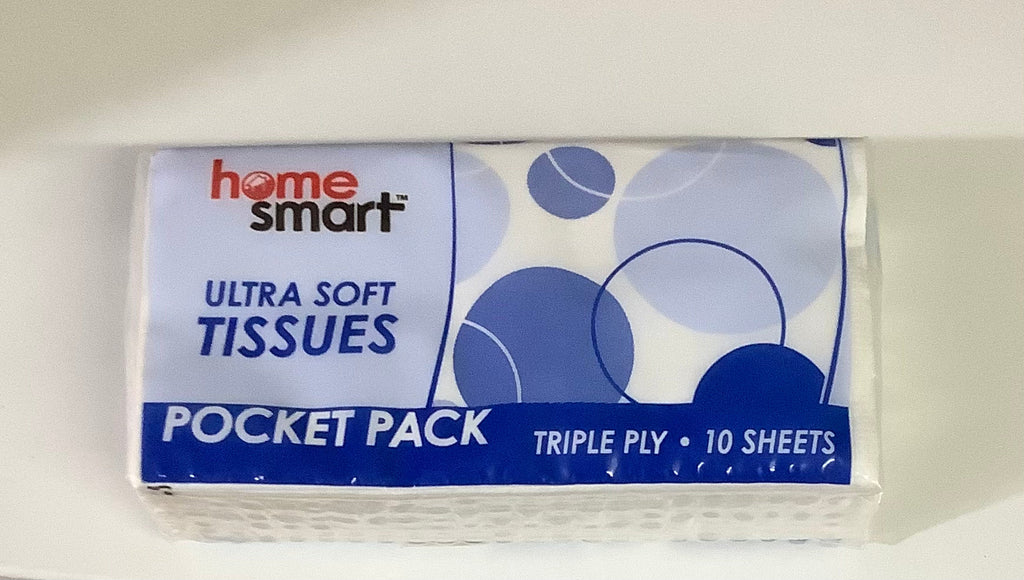 home
smart™
ULTRA SOFT
TISSUES
POCKET PACK
TRIPLE PLY • 10 SHEETS